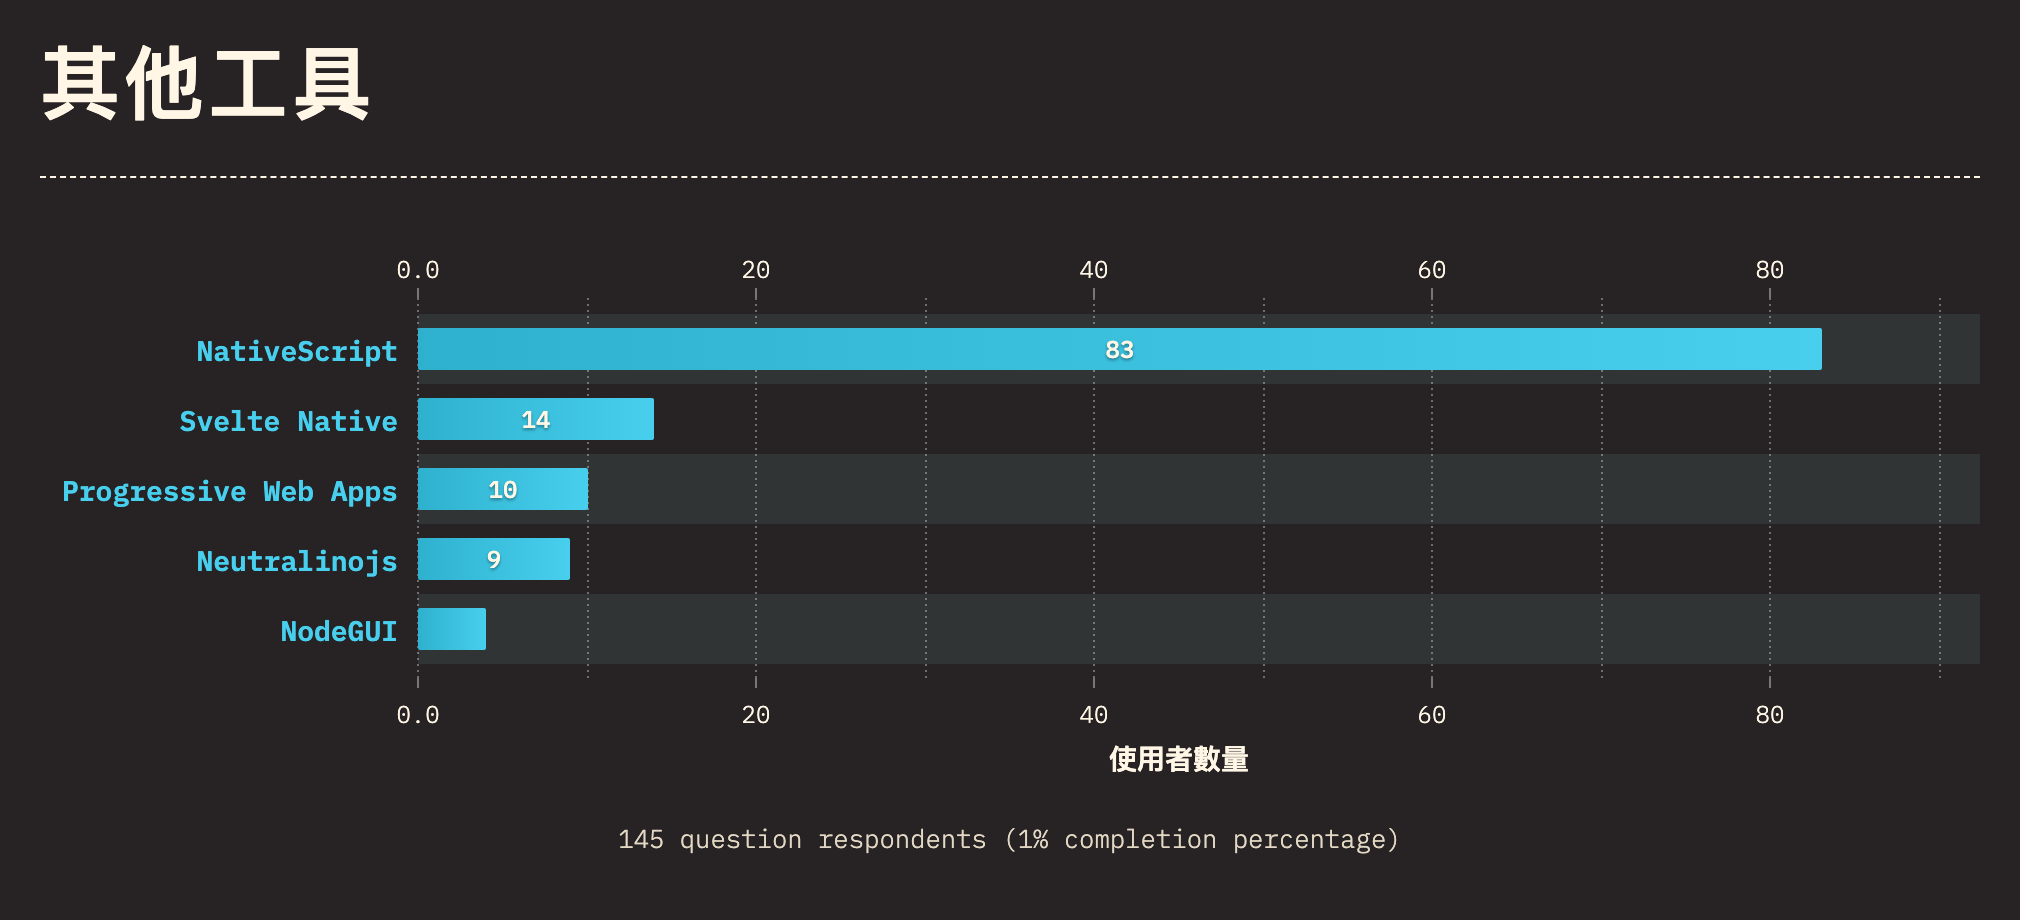 其他工具
0.0 20 40 60 80
NativeScript 83
Svelte Native 14
Progressive Web Apps 10
Neutralinojs 9
NodeGUI
0.0 20 40 60 80
使用者數量
145 question respondents (1% completion percentage)